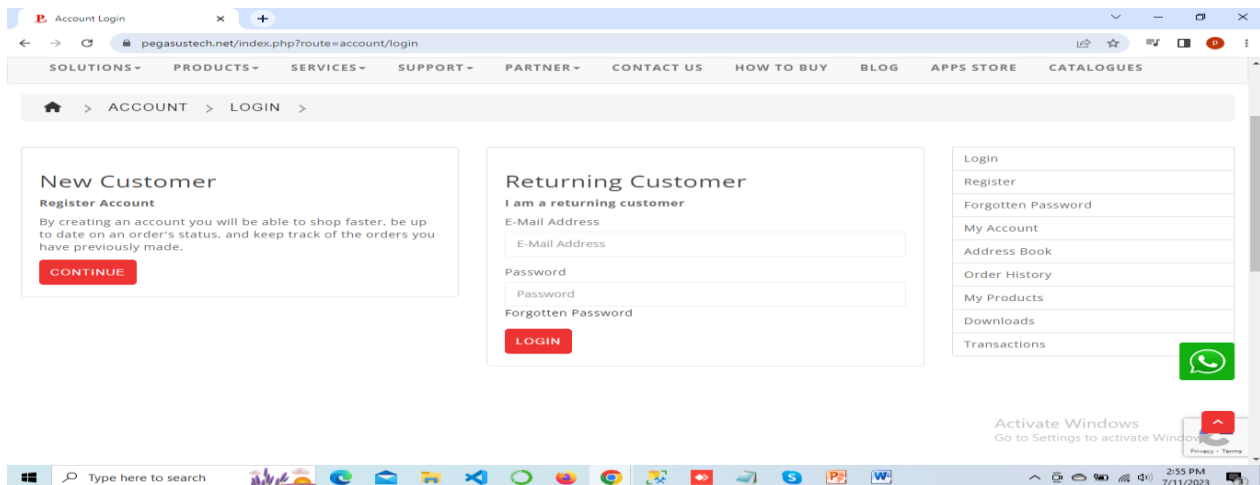 P. Account Login
pegasustech.net/index.php?route=account/login
P
SOLUTIONS PRODUCTS SERVICES SUPPORT PARTNER CONTACT US HOW TO BUY BLOG APPS STORE CATALOGUES
> ACCOUNT > LOGIN >
New Customer
Register Account
By creating an account you will be able to shop faster, be up
to date on an order's status, and keep track of the orders you
have previously made.
CONTINUE
Returning Customer
I am a returning customer
E-Mail Address
E-Mail Address
Password
Password
Forgotten Password
LOGIN
Login
Register
Forgotten Password
My Account
Address Book
Order History
My Products
Downloads
Transactions
Activate Windows
Go to Settings to activate Windows
Privacy - Terms
Type here to search
2:55 PM
7/11/2023
3